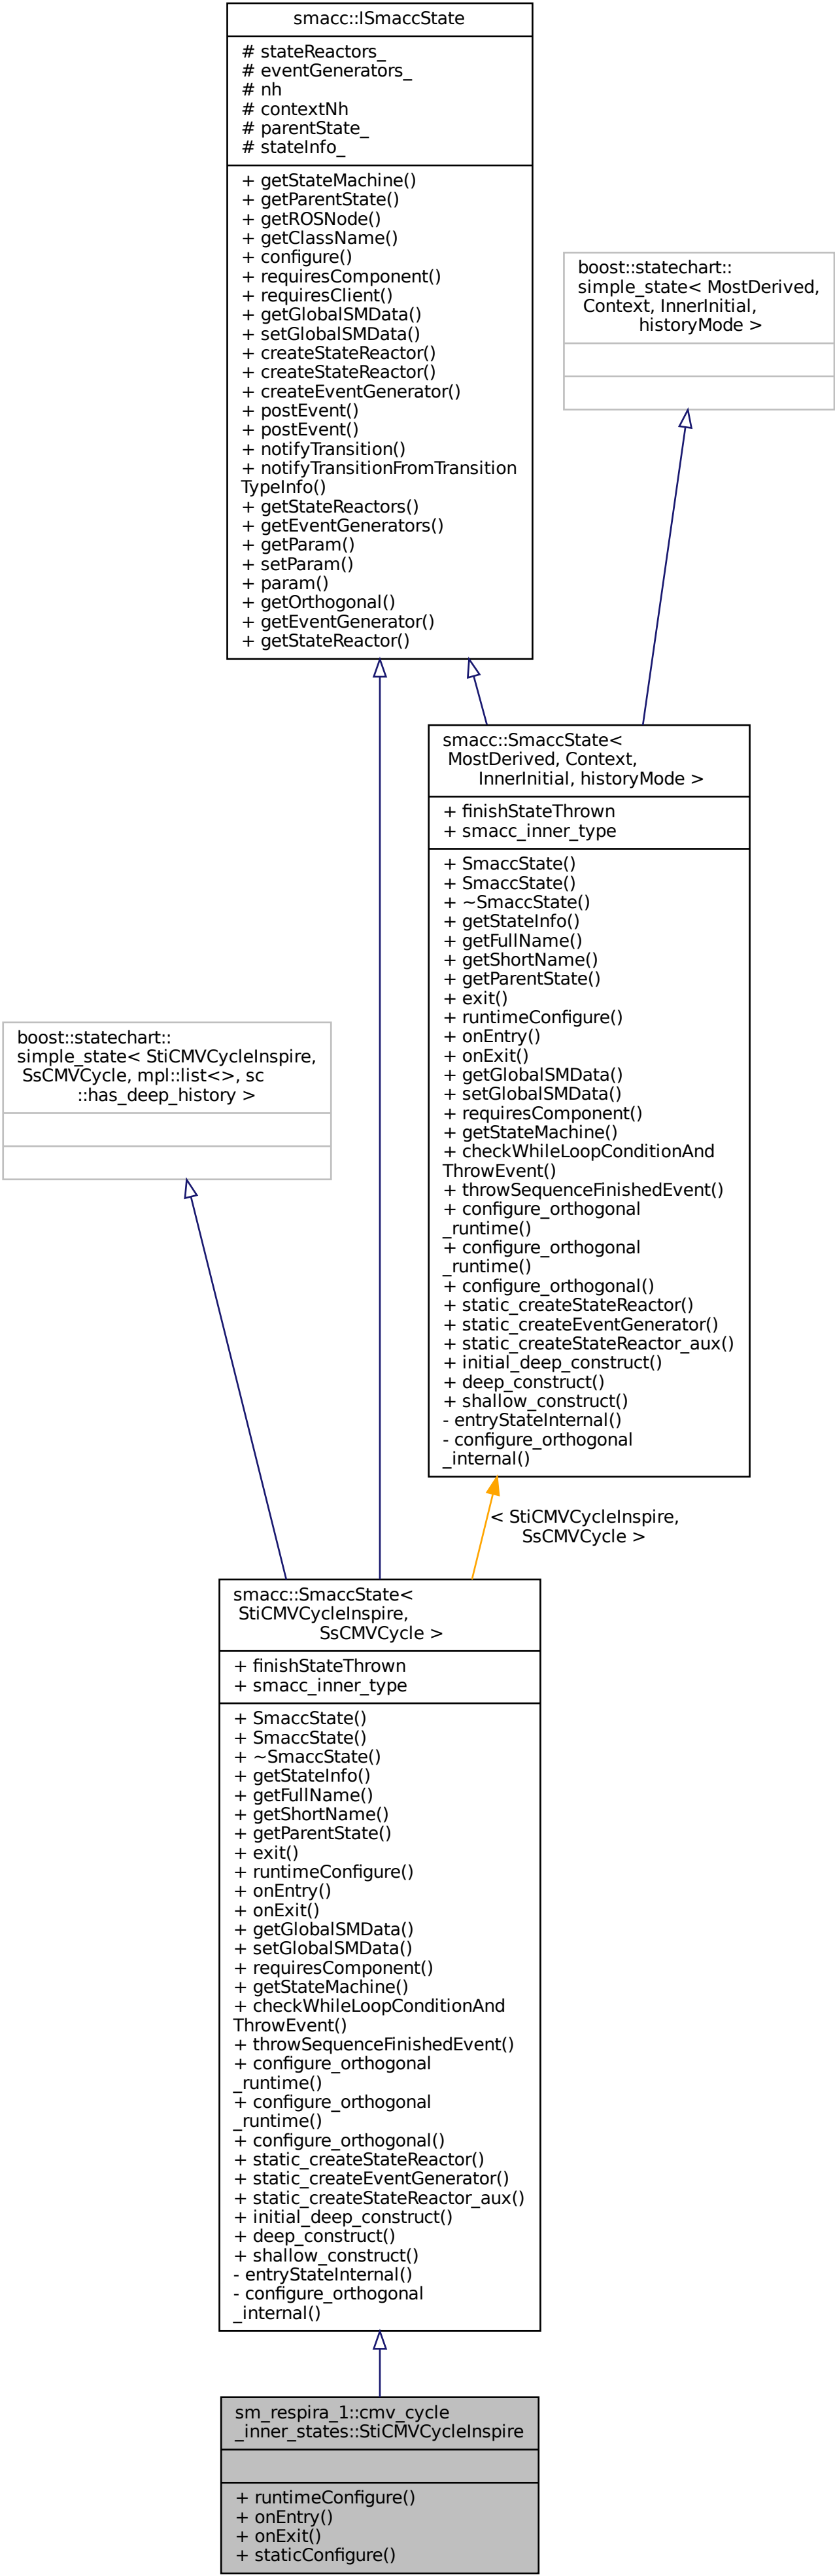 smacc::ISmaccState
# stateReactors_
# eventGenerators_
# nh
# contextNh
# parentState_
# stateInfo_
+ getStateMachine()
+ getParentState()
+ getROSNode()
+ getClassName()
+ configure()
+ requiresComponent()
+ requiresClient()
+ getGlobalSMData()
+ setGlobalSMData()
+ createStateReactor()
+ createStateReactor()
+ createEventGenerator()
+ postEvent()
+ postEvent()
+ notifyTransition()
+ notifyTransitionFromTransition
TypeInfo()
+ getStateReactors()
+ getEventGenerators()
+ getParam()
+ setParam()
+ param()
+ getOrthogonal()
+ getEventGenerator()
+ getStateReactor()
boost::statechart::
simple_state< MostDerived,
Context, InnerInitial,
historyMode >
smacc::SmaccState<
MostDerived, Context,
InnerInitial, historyMode >
+ finishStateThrown
+ smacc_inner_type
+ SmaccState()
+ SmaccState()
+ ~SmaccState()
+ getStateInfo()
+ getFullName()
+ getShortName()
+ getParentState()
+ exit()
+ runtimeConfigure()
+ onEntry()
+ onExit()
+ getGlobalSMData()
+ setGlobalSMData()
+ requiresComponent()
+ getStateMachine()
+ checkWhileLoopConditionAnd
ThrowEvent()
+ throwSequenceFinishedEvent()
+ configure_orthogonal
_runtime()
+ configure_orthogonal
_runtime()
+ configure_orthogonal()
+ static_createStateReactor()
+ static_createEventGenerator()
+ static_createStateReactor_aux()
+ initial_deep_construct()
+ deep_construct()
+ shallow_construct()
- entryStateInternal()
- configure_orthogonal
_internal()
boost::statechart::
simple_state< StiCMVCycleInspire,
SsCMVCycle, mpl::list<>, sc
::has_deep_history >
< StiCMVCycleInspire,
SsCMVCycle >
smacc::SmaccState<
StiCMVCycleInspire,
SsCMVCycle >
+ finishStateThrown
+ smacc_inner_type
+ SmaccState()
+ SmaccState()
+ ~SmaccState()
+ getStateInfo()
+ getFullName()
+ getShortName()
+ getParentState()
+ exit()
+ runtimeConfigure()
+ onEntry()
+ onExit()
+ getGlobalSMData()
+ setGlobalSMData()
+ requiresComponent()
+ getStateMachine()
+ checkWhileLoopConditionAnd
ThrowEvent()
+ throwSequenceFinishedEvent()
+ configure_orthogonal
_runtime()
+ configure_orthogonal
_runtime()
+ configure_orthogonal()
+ static_createStateReactor()
+ static_createEventGenerator()
+ static_createStateReactor_aux()
+ initial_deep_construct()
+ deep_construct()
+ shallow_construct()
- entryStateInternal()
- configure_orthogonal
_internal()
sm_respira_1::cmv_cycle
_inner_states::StiCMVCycleInspire
+ runtimeConfigure()
+ onEntry()
+ onExit()
+ staticConfigure()